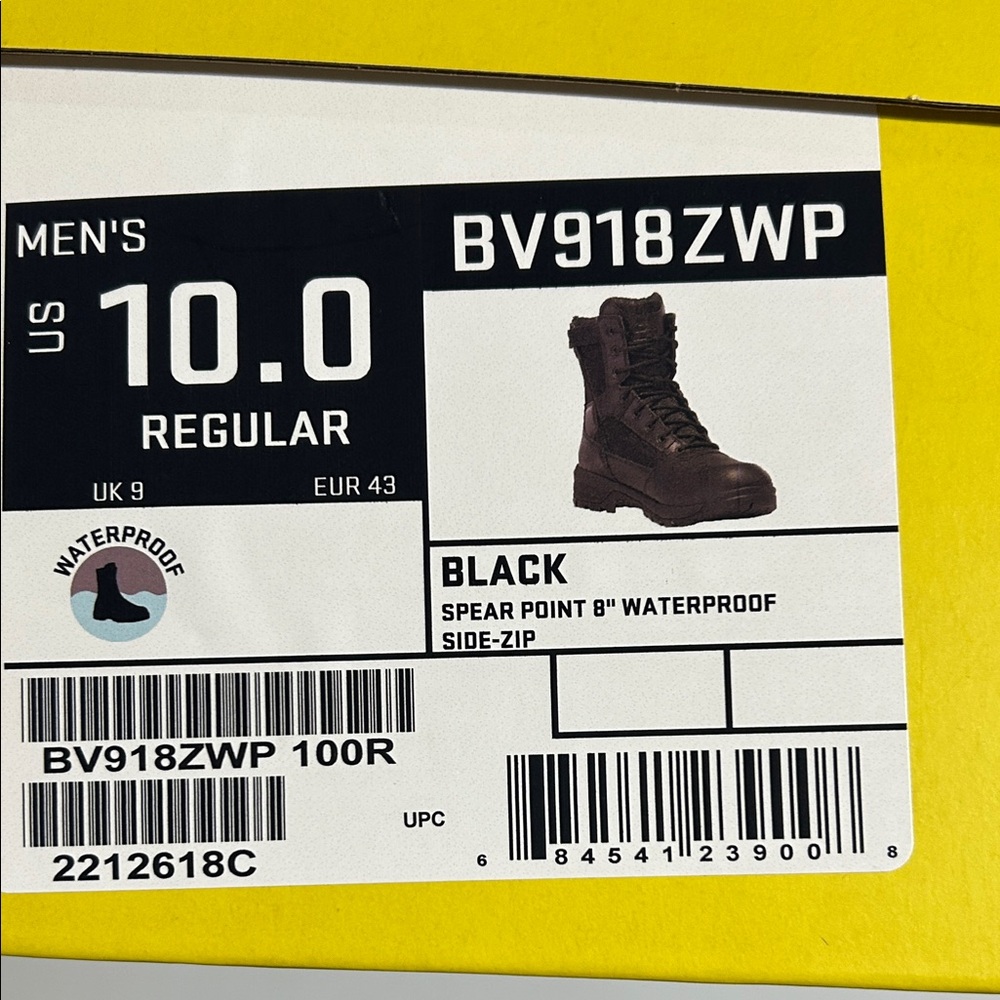 MEN'S
US 10.0
REGULAR
UK 9 EUR 43
BV918ZWP
WATERPROOF
BLACK
SPEAR POINT 8" WATERPROOF
SIDE-ZIP
BV918ZWP 100R
2212618C
UPC
6 84541 23900 8